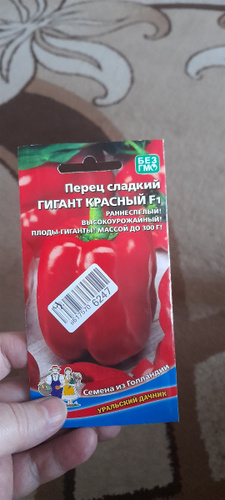 БЕЗ
ГМО
Перец сладкий
ГИГАНТ КРАСНЫЙ F1
РАННЕСПЕЛЫЙ!
ВЫСОКОУРОЖАЙНЫЙ!
ПЛОДЫ-ГИГАНТЫ! МАССОЙ ДО 300 Г!
6247
Семена из Голландии
УРАЛЬСКИЙ ДАЧНИК